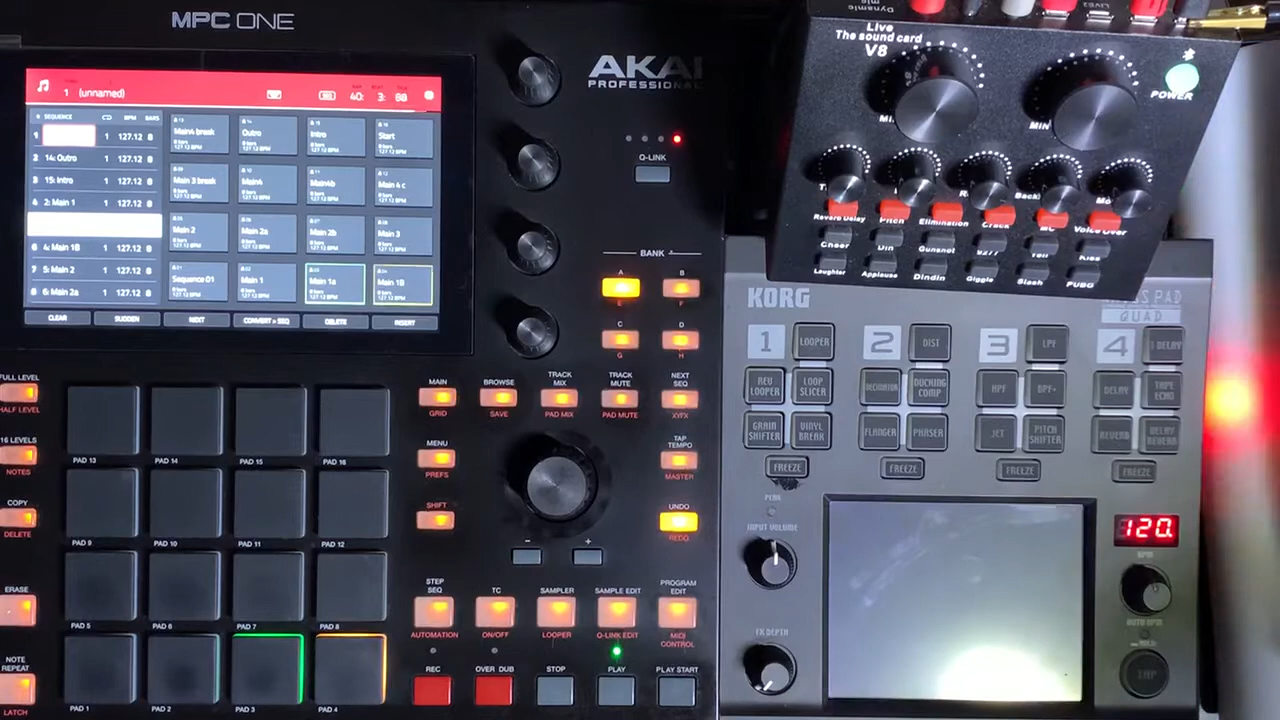 MPC ONE
AKAI
PROFESSIONAL
1 (unnamed)
40: 3: 88
# SEQUENCE BPM BARS
1 1 127.12 8
2 14: Outro 1 127.12 8
3 15: Intro 1 127.12 8
4 2: Main 1 1 127.12 8
6 4: Main 1B 1 127.12 8
7 5: Main 2 1 127.12 8
8 6: Main 2a 1 127.12 8
Main4 break
Outro
Intro
Start
Main 3 break
Main4
Main4b
Main 4 c
Main 2
Main 2a
Main 2b
Main 3
Sequence 01
Main 1
Main 1a
Main 1B
CLEAR
SUDDEN
NEXT
CONVERT > SEQ
DELETE
INSERT
Q-LINK
BANK
A
B
E
F
C
D
G
H
FULL LEVEL
HALF LEVEL
16 LEVELS
NOTES
COPY
DELETE
ERASE
NOTE
REPEAT
LATCH
PAD 13
PAD 14
PAD 15
PAD 16
PAD 9
PAD 10
PAD 11
PAD 12
PAD 5
PAD 6
PAD 7
PAD 8
PAD 1
PAD 2
PAD 3
PAD 4
MAIN
GRID
BROWSE
SAVE
TRACK
MIX
PAD MIX
TRACK
MUTE
PAD MUTE
NEXT
SEQ
XYFX
MENU
PREFS
TAP
TEMPO
MASTER
SHIFT
UNDO
REDO
- +
STEP
SEQ
AUTOMATION
TC
ON/OFF
SAMPLER
LOOPER
SAMPLE EDIT
Q-LINK EDIT
PROGRAM
EDIT
MIDI
CONTROL
REC
OVER DUB
STOP
PLAY
PLAY START
Live
The sound card
V8
POWER
MIN
Reverb Delay
Pitch
Elimination
Voice Over
Cheer
Din
Gunshot
Laughter
Applause
Dindin
Giggle
Slash
PUBG
KORG
QUAD
1
LOOPER
2
DIST
3
LPF
4
REV
LOOPER
LOOP
SLICER
DECIMATOR
DUCKING
COMP
HPF
BPF+
DELAY
TAPE
ECHO
GRAIN
SHIFTER
VINYL
BREAK
FLANGER
PHASER
JET
PITCH
SHIFTER
REVERB
DELAY
REVERB
FREEZE
FREEZE
FREEZE
FREEZE
PEAK
INPUT VOLUME
FX DEPTH
120.
BPM
AUTO BPM
TAP